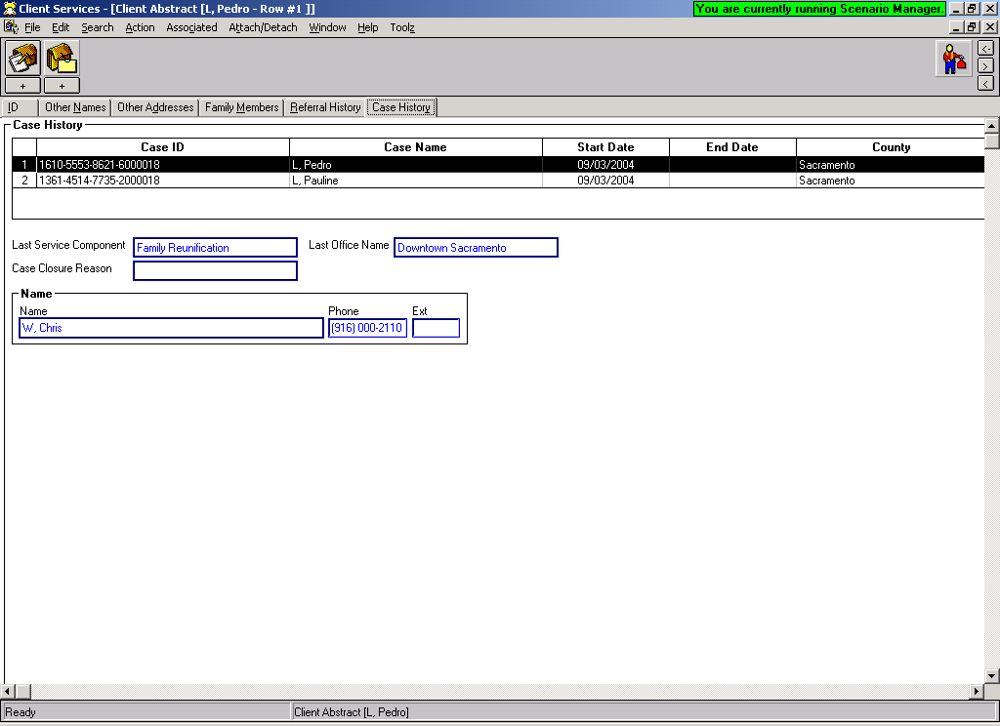 Client Services - [Client Abstract [L, Pedro - Row #1 ]]
You are currently running Scenario Manager.
File Edit Search Action Associated Attach/Detach Window Help Toolz
+ +
<- > <
ID Other Names Other Addresses Family Members Referral History Case History
Case History
Case ID Case Name Start Date End Date County
1 1610-5553-8621-6000018 L, Pedro 09/03/2004 Sacramento
2 1361-4514-7735-2000018 L, Pauline 09/03/2004 Sacramento
Last Service Component Family Reunification Last Office Name Downtown Sacramento
Case Closure Reason
Name
Name Phone Ext
W, Chris (916) 000-2110
Ready Client Abstract [L, Pedro]